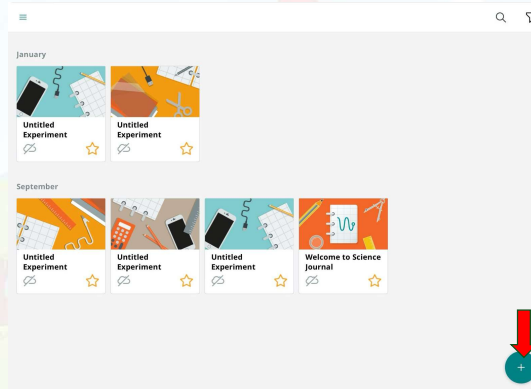 January
Untitled
Experiment
Untitled
Experiment
September
Untitled
Experiment
Untitled
Experiment
Untitled
Experiment
Welcome to Science
Journal
+